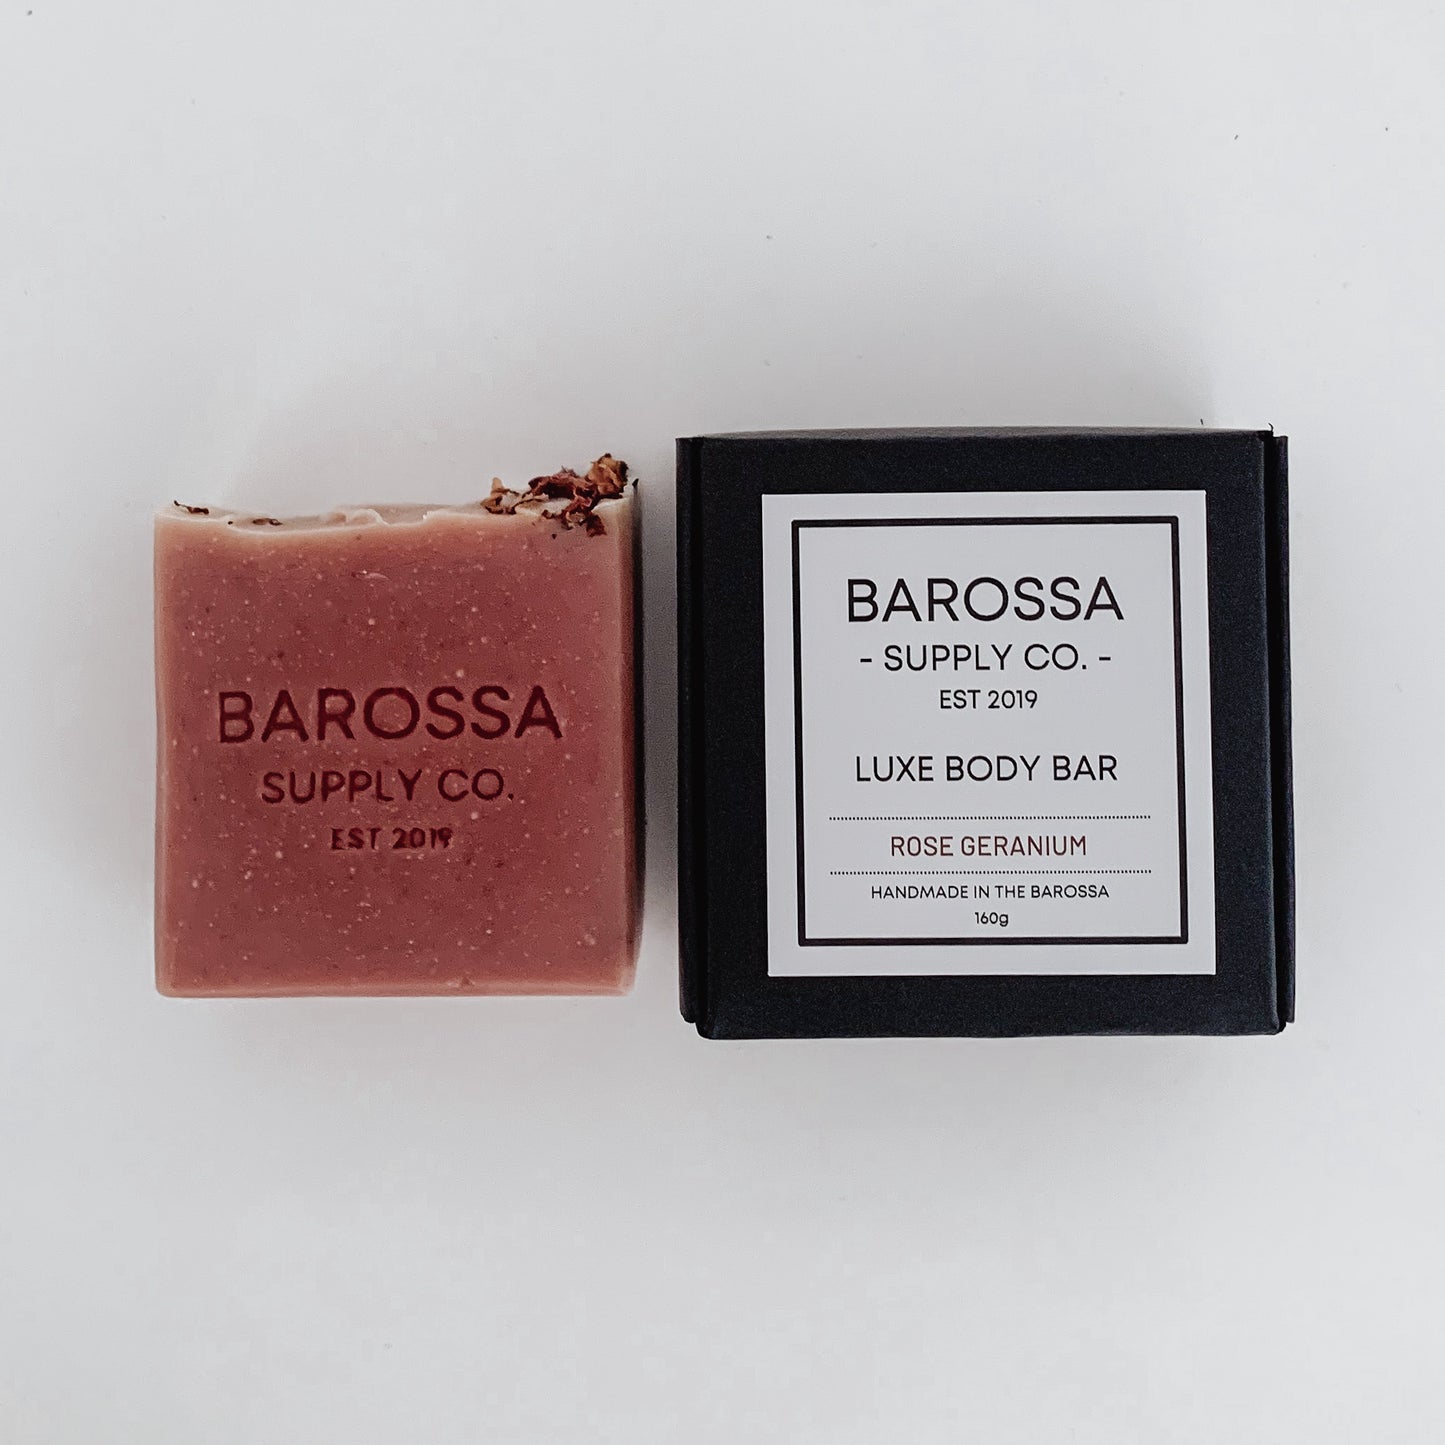 BAROSSA
SUPPLY CO.
EST 2019
BAROSSA
- SUPPLY CO. -
EST 2019
LUXE BODY BAR
ROSE GERANIUM
HANDMADE IN THE BAROSSA
160g